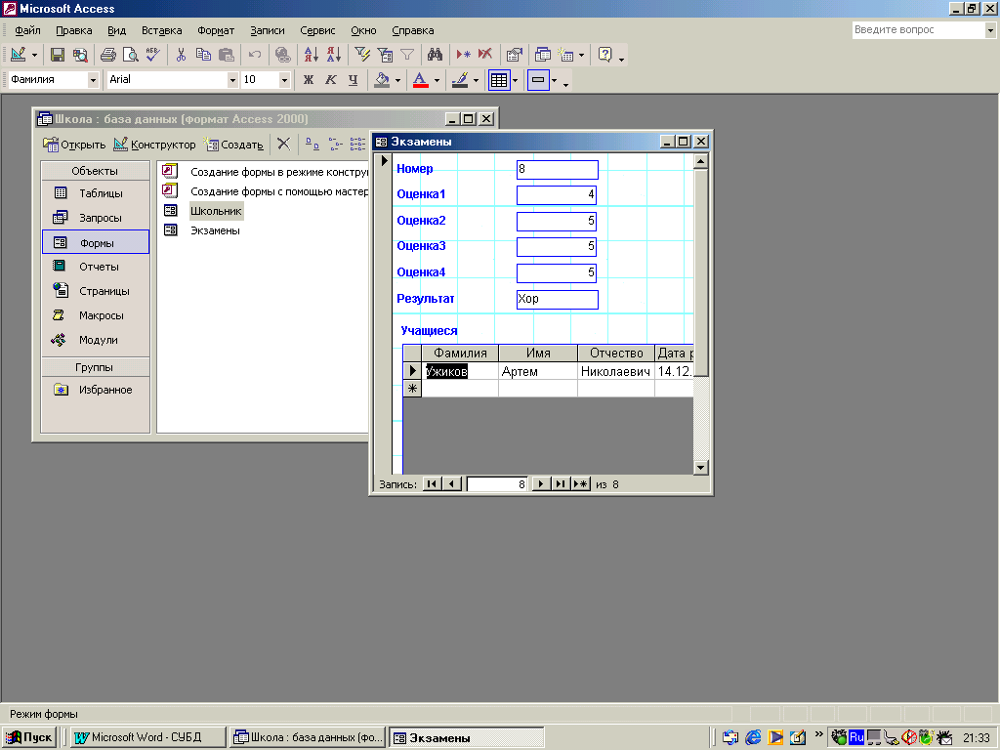 Microsoft Access
Файл Правка Вид Вставка Формат Записи Сервис Окно Справка
Введите вопрос
Фамилия Arial 10 Ж К Ч
Школа : база данных (формат Access 2000)
Открыть Конструктор Создать
Объекты
Таблицы
Запросы
Формы
Отчеты
Страницы
Макросы
Модули
Группы
Избранное
Создание формы в режиме констру
Создание формы с помощью мастер
Школьник
Экзамены
Экзамены
Номер 8
Оценка1 4
Оценка2 5
Оценка3 5
Оценка4 5
Результат Хор
Учащиеся
Фамилия Имя Отчество Дата р
Ужиков Артем Николаевич 14.12.
Запись: 8 из 8
Режим формы
Пуск Microsoft Word - СУБД Школа : база данных (фо... Экзамены » Ru 21:33